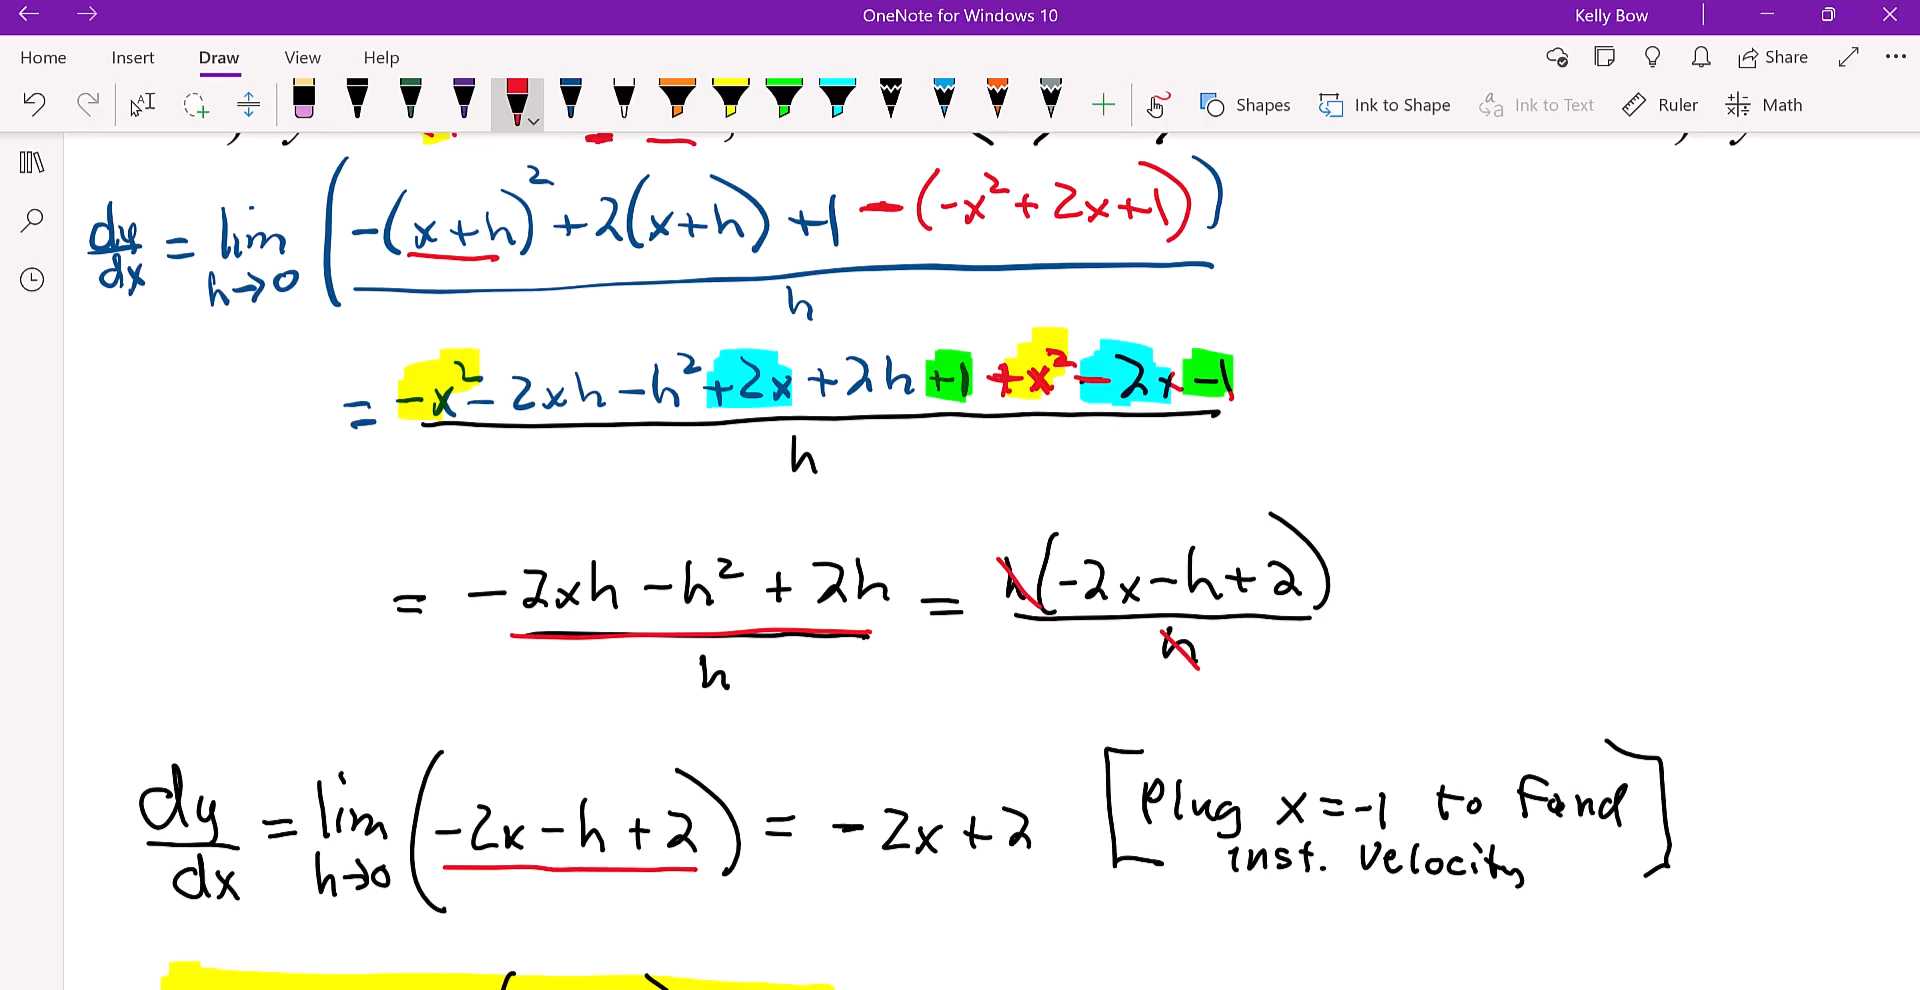 OneNote for Windows 10
Kelly Bow
Home Insert Draw View Help
Share
Shapes Ink to Shape Ink to Text Ruler Math
dy/dx = lim h→0 (-(x+h)² + 2(x+h) + 1 - (-x² + 2x + 1)) / h
= -x² - 2xh - h² + 2x + 2h + 1 + x² - 2x - 1 / h
= -2xh - h² + 2h / h = h(-2x - h + 2) / h
dy/dx = lim h→0 (-2x - h + 2) = -2x + 2
[Plug x = -1 to Find
inst. velocity]